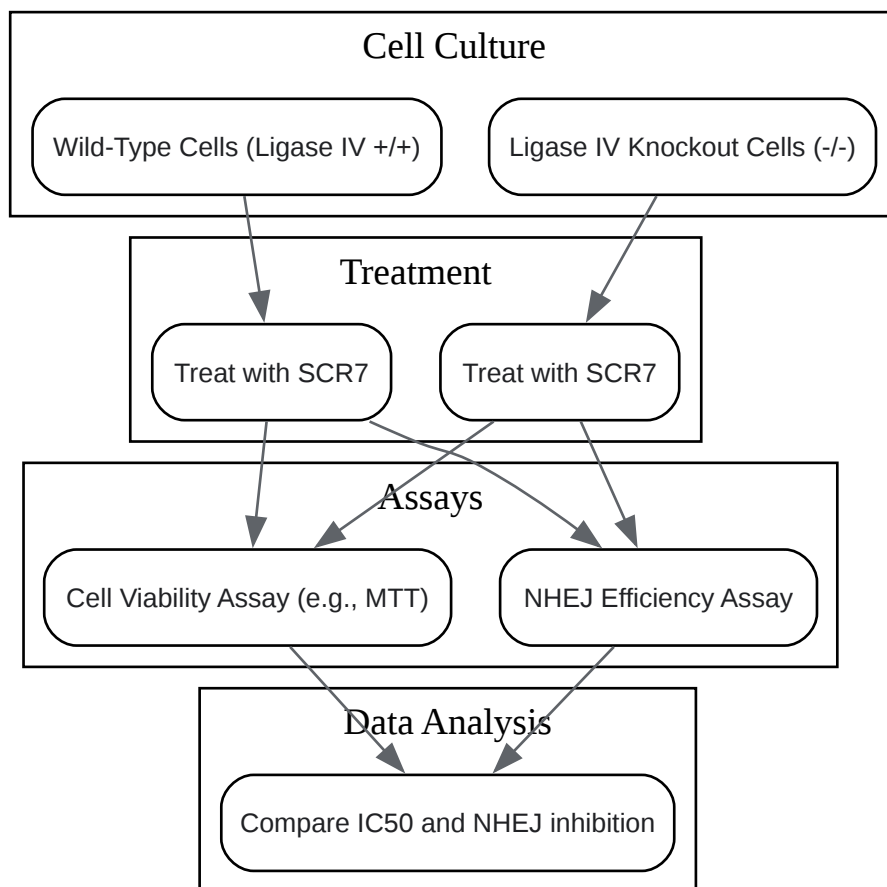 Cell Culture
Wild-Type Cells (Ligase IV +/+)
Ligase IV Knockout Cells (-/-)
Treatment
Treat with SCR7
Treat with SCR7
Assays
Cell Viability Assay (e.g., MTT)
NHEJ Efficiency Assay
Data Analysis
Compare IC50 and NHEJ inhibition